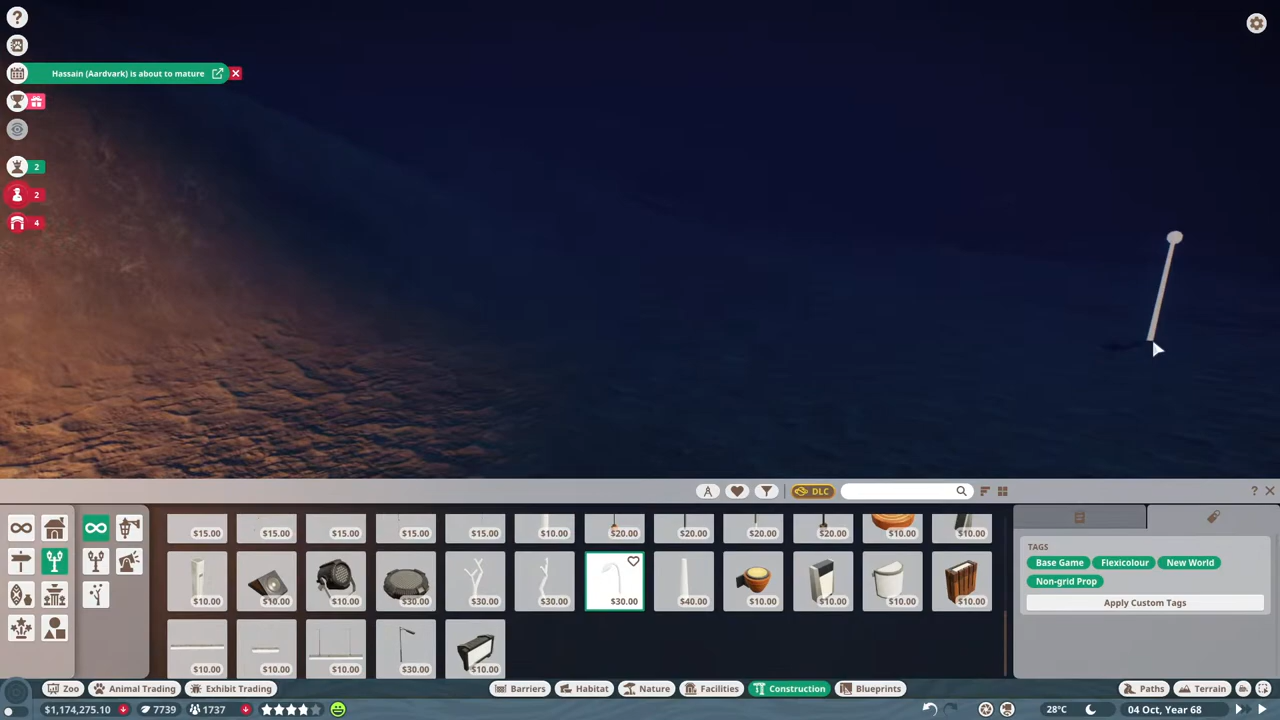 ?
Hassain (Aardvark) is about to mature
2
2
4
DLC
?
$15.00
$15.00
$15.00
$15.00
$15.00
$10.00
$20.00
$20.00
$20.00
$20.00
$10.00
$10.00
$10.00
$10.00
$10.00
$30.00
$30.00
$30.00
$30.00
$40.00
$10.00
$10.00
$10.00
$10.00
$10.00
$10.00
$10.00
$30.00
$10.00
TAGS
Base Game
Flexicolour
New World
Non-grid Prop
Apply Custom Tags
Zoo
Animal Trading
Exhibit Trading
Barriers
Habitat
Nature
Facilities
Construction
Blueprints
Paths
Terrain
$1,174,275.10
7739
1737
28°C
04 Oct, Year 68